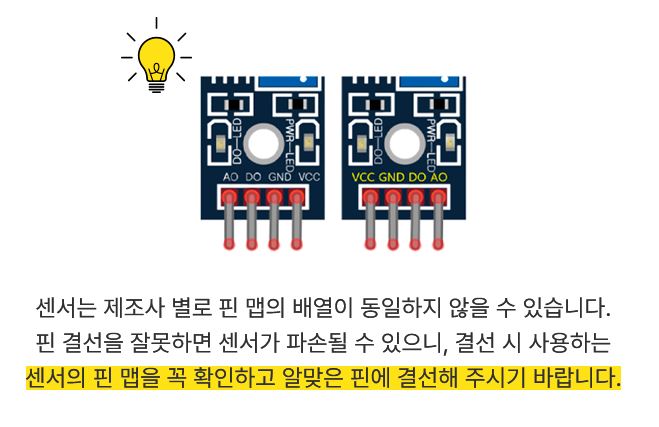 DO-LED PWR-LED DO-LED PWR-LED
AO DO GND VCC VCC GND DO AO
센서는 제조사 별로 핀 맵의 배열이 동일하지 않을 수 있습니다.
핀 결선을 잘못하면 센서가 파손될 수 있으니, 결선 시 사용하는
센서의 핀 맵을 꼭 확인하고 알맞은 핀에 결선해 주시기 바랍니다.